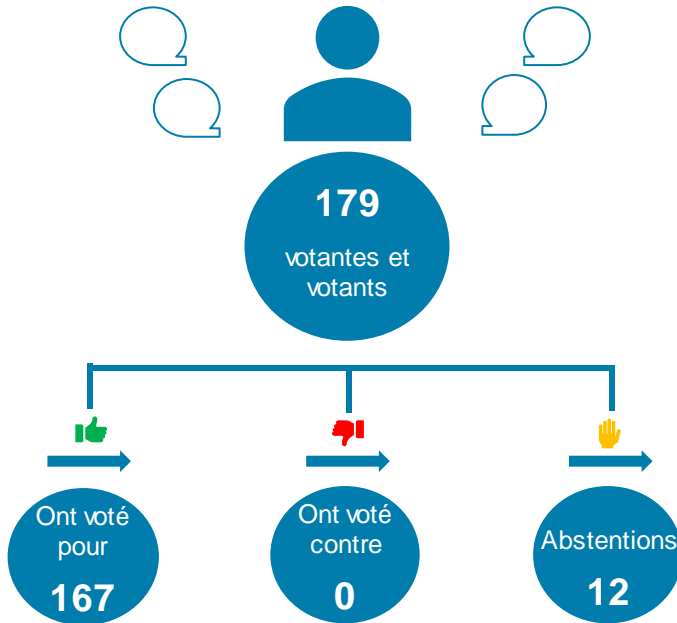 179
votantes et
votants
Ont voté
pour
167
Ont voté
contre
0
Abstentions
12